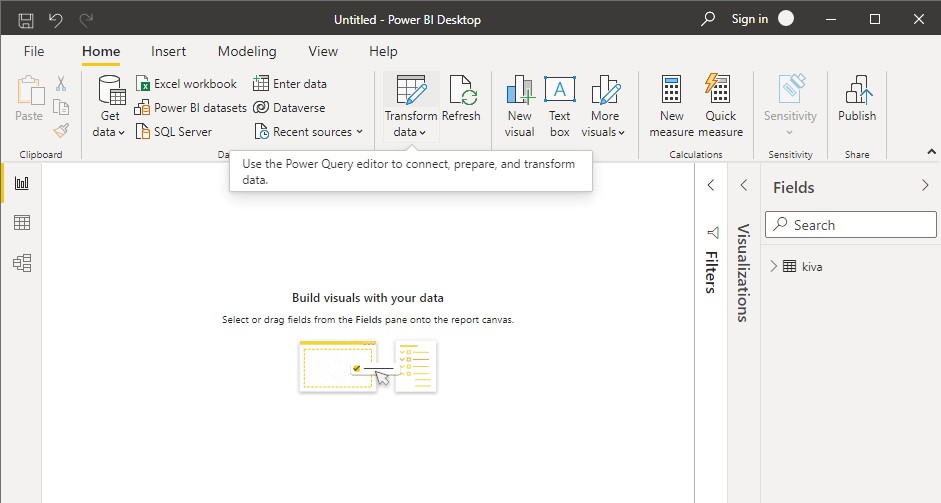 Untitled - Power BI Desktop
Sign in
File Home Insert Modeling View Help
Paste
Get data
Excel workbook
Power BI datasets
SQL Server
Enter data
Dataverse
Recent sources
Transform data
Refresh
New visual
Text box
A
More visuals
New measure
Quick measure
Sensitivity
Publish
Clipboard
Da
Calculations
Sensitivity
Share
Use the Power Query editor to connect, prepare, and transform
data.
Build visuals with your data
Select or drag fields from the Fields pane onto the report canvas.
Filters
Visualizations
Fields
Search
kiva